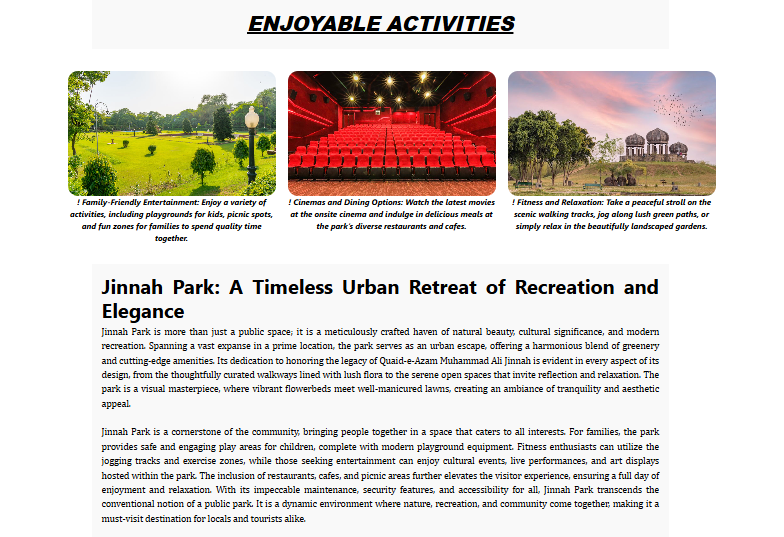 ENJOYABLE ACTIVITIES
! Family-Friendly Entertainment: Enjoy a variety of
activities, including playgrounds for kids, picnic spots,
and fun zones for families to spend quality time
together.
! Cinemas and Dining Options: Watch the latest movies
at the onsite cinema and indulge in delicious meals at
the park's diverse restaurants and cafes.
! Fitness and Relaxation: Take a peaceful stroll on the
scenic walking tracks, jog along lush green paths, or
simply relax in the beautifully landscaped gardens.
Jinnah Park: A Timeless Urban Retreat of Recreation and
Elegance
Jinnah Park is more than just a public space; it is a meticulously crafted haven of natural beauty, cultural significance, and modern
recreation. Spanning a vast expanse in a prime location, the park serves as an urban escape, offering a harmonious blend of greenery
and cutting-edge amenities. Its dedication to honoring the legacy of Quaid-e-Azam Muhammad Ali Jinnah is evident in every aspect of its
design, from the thoughtfully curated walkways lined with lush flora to the serene open spaces that invite reflection and relaxation. The
park is a visual masterpiece, where vibrant flowerbeds meet well-manicured lawns, creating an ambiance of tranquility and aesthetic
appeal.
Jinnah Park is a cornerstone of the community, bringing people together in a space that caters to all interests. For families, the park
provides safe and engaging play areas for children, complete with modern playground equipment. Fitness enthusiasts can utilize the
jogging tracks and exercise zones, while those seeking entertainment can enjoy cultural events, live performances, and art displays
hosted within the park. The inclusion of restaurants, cafes, and picnic areas further elevates the visitor experience, ensuring a full day of
enjoyment and relaxation. With its impeccable maintenance, security features, and accessibility for all, Jinnah Park transcends the
conventional notion of a public park. It is a dynamic environment where nature, recreation, and community come together, making it a
must-visit destination for locals and tourists alike.